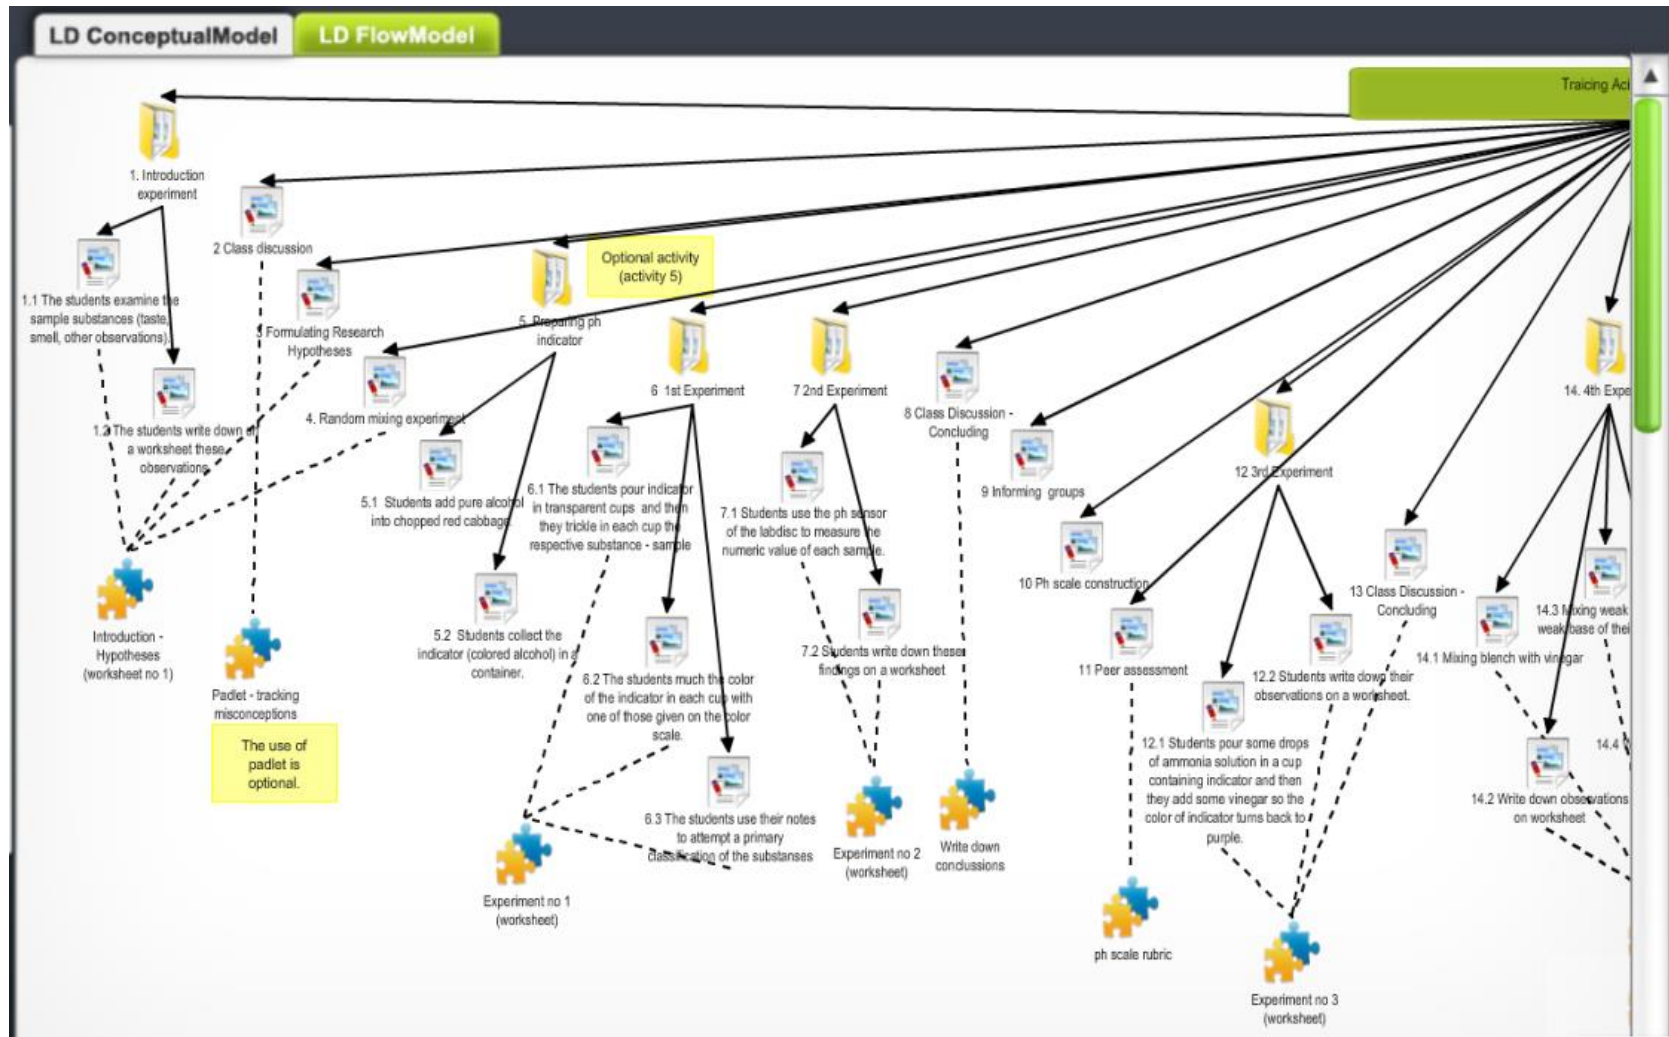 LD ConceptualModel
LD FlowModel
Traicing Aci
1. Introduction
experiment
2 Class discussion
Optional activity
(activity 5)
1.1 The students examine the
sample substances (taste,
smell, other observations).
3 Formulating Research
Hypotheses
5. Preparing ph
indicator
1.2 The students write down on
a worksheet these
observations
4. Random mixing experiment
6 1st Experiment
7 2nd Experiment
8 Class Discussion -
Concluding
14. 4th Expe
5.1 Students add pure alcohol
into chopped red cabbage.
6.1 The students pour indicator
in transparent cups and then
they trickle in each cup the
respective substance - sample
7.1 Students use the ph sensor
of the labdisc to measure the
numeric value of each sample.
9 Informing groups
12 3rd Experiment
10 Ph scale construction
13 Class Discussion -
Concluding
14.3 Mixing weak
weak base of thei
Introduction -
Hypotheses
(worksheet no 1)
5.2 Students collect the
indicator (colored alcohol) in a
container.
7.2 Students write down these
findings on a worksheet
11 Peer assessment
12.2 Students write down their
observations on a worksheet.
14.1 Mixing blench with vinegar
Padlet - tracking
misconceptions
The use of
padlet is
optional.
6.2 The students much the color
of the indicator in each cup with
one of those given on the color
scale.
12.1 Students pour some drops
of ammonia solution in a cup
containing indicator and then
they add some vinegar so the
color of indicator turns back to
purple.
14.4
14.2 Write down observations
on worksheet
6.3 The students use their notes
to attempt a primary
classification of the substanses
Experiment no 2
(worksheet)
Write down
conclussions
Experiment no 1
(worksheet)
ph scale rubric
Experiment no 3
(worksheet)